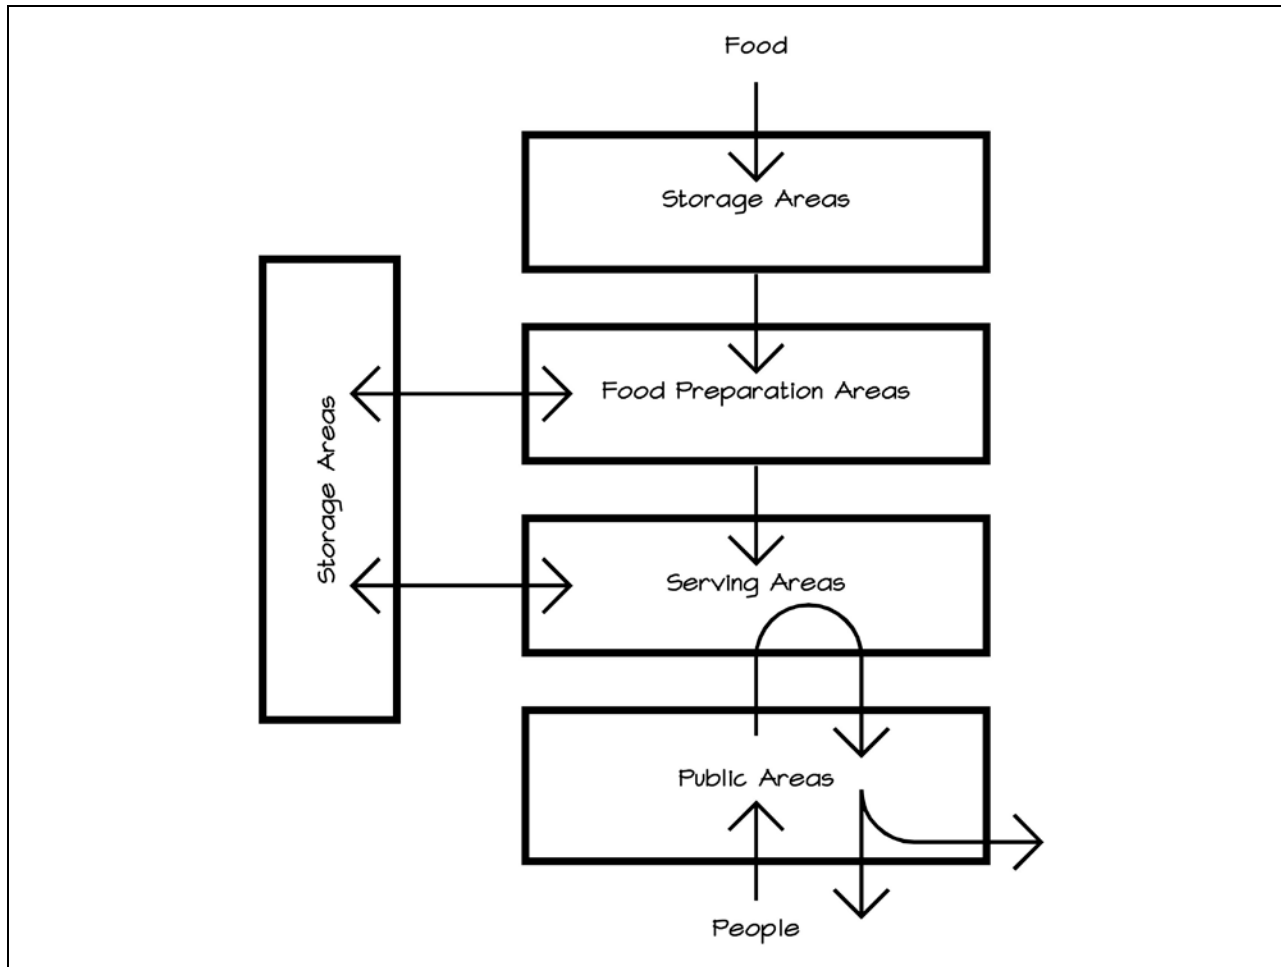 Food
Storage Areas
Food Preparation Areas
Storage Areas
Serving Areas
Public Areas
People